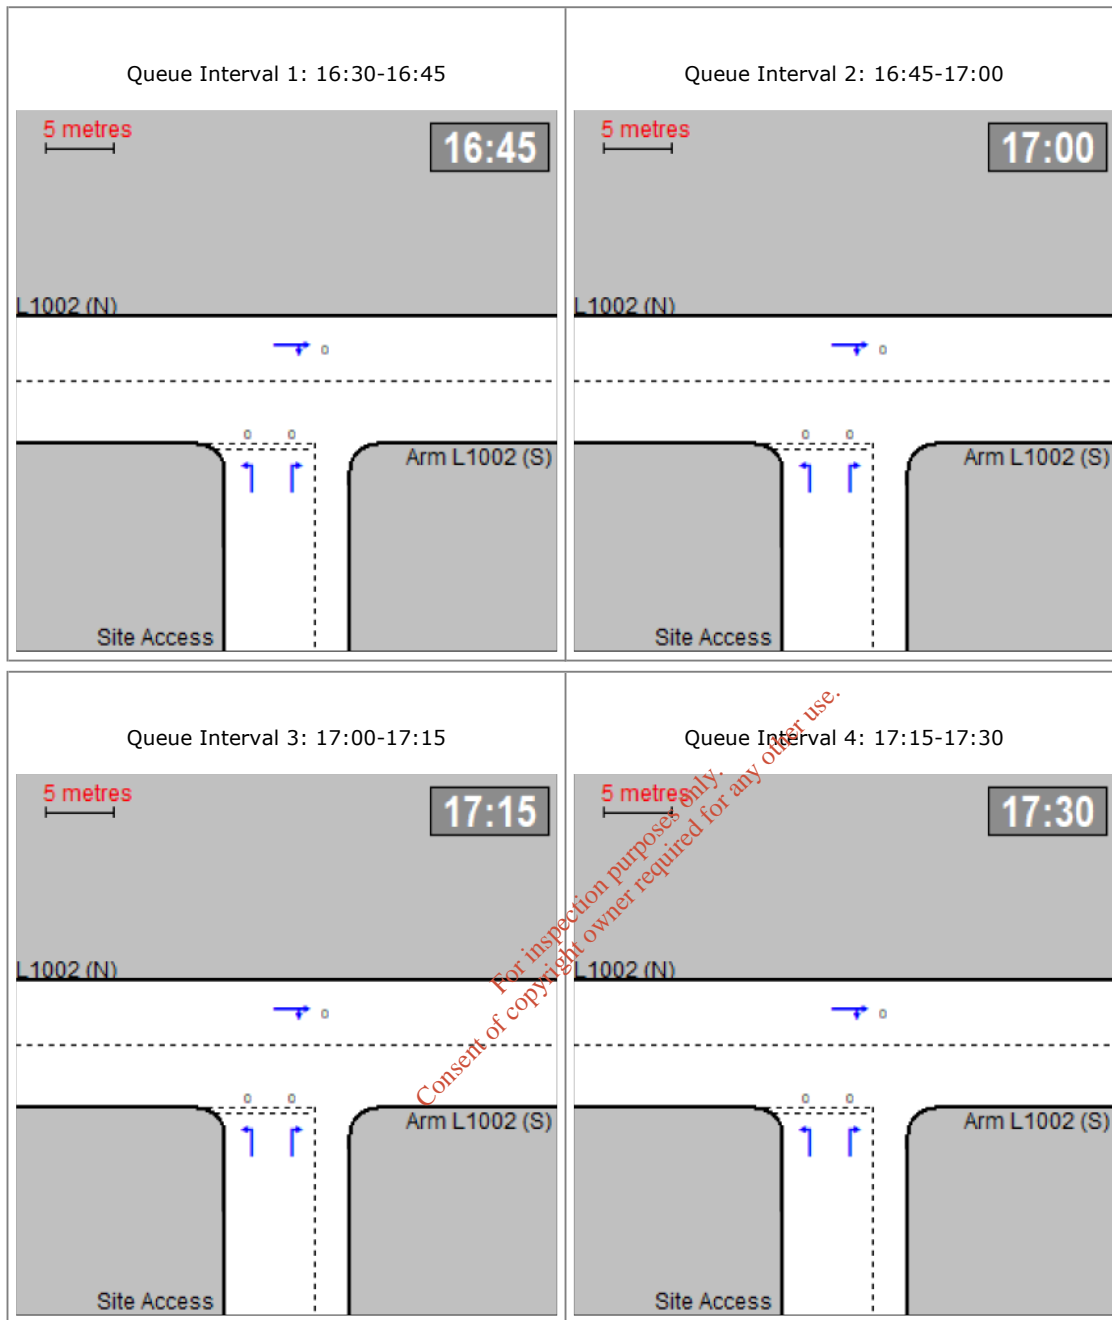 Queue Interval 1: 16:30-16:45
5 metres
16:45
L1002 (N)
0
0 0
Arm L1002 (S)
Site Access
Queue Interval 2: 16:45-17:00
5 metres
17:00
L1002 (N)
0
0 0
Arm L1002 (S)
Site Access
Queue Interval 3: 17:00-17:15
5 metres
17:15
L1002 (N)
0
0 0
Arm L1002 (S)
Site Access
Queue Interval 4: 17:15-17:30
5 metres
17:30
L1002 (N)
0
0 0
Arm L1002 (S)
Site Access
For inspection purposes only.
Consent of copyright owner required for any other use.